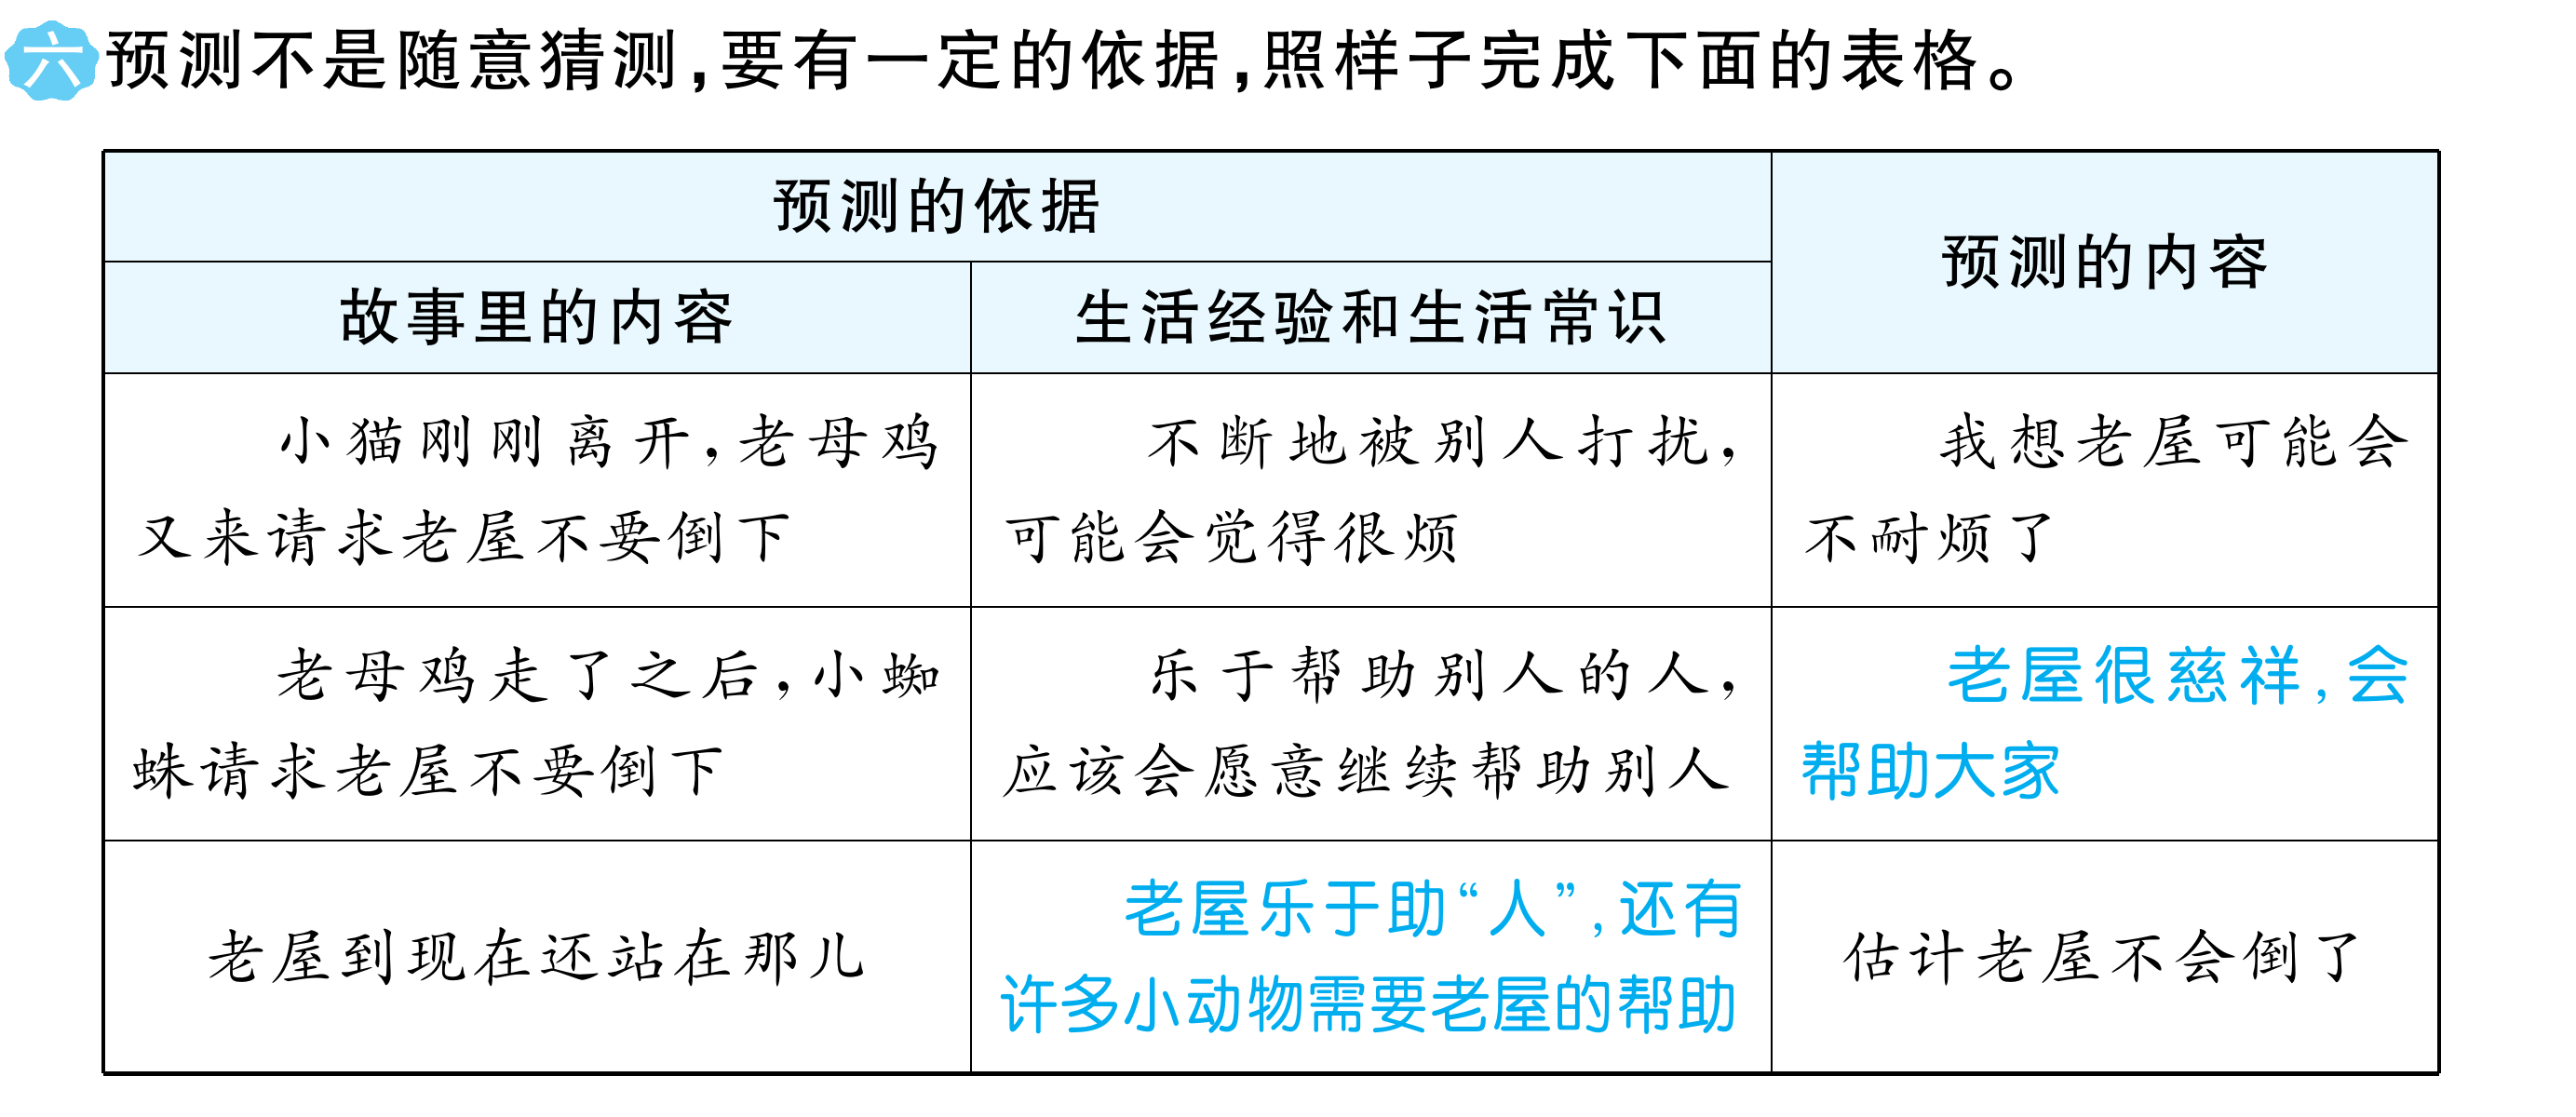 六 预测不是随意猜测,要有一定的依据,照样子完成下面的表格。
预测的依据
预测的内容
故事里的内容
生活经验和生活常识
小猫刚刚离开,老母鸡
又来请求老屋不要倒下
不断地被别人打扰,
可能会觉得很烦
我想老屋可能会
不耐烦了
老母鸡走了之后,小蜘
蛛请求老屋不要倒下
乐于帮助别人的人,
应该会愿意继续帮助别人
老屋很慈祥,会
帮助大家
老屋到现在还站在那儿
老屋乐于助“人”,还有
许多小动物需要老屋的帮助
估计老屋不会倒了